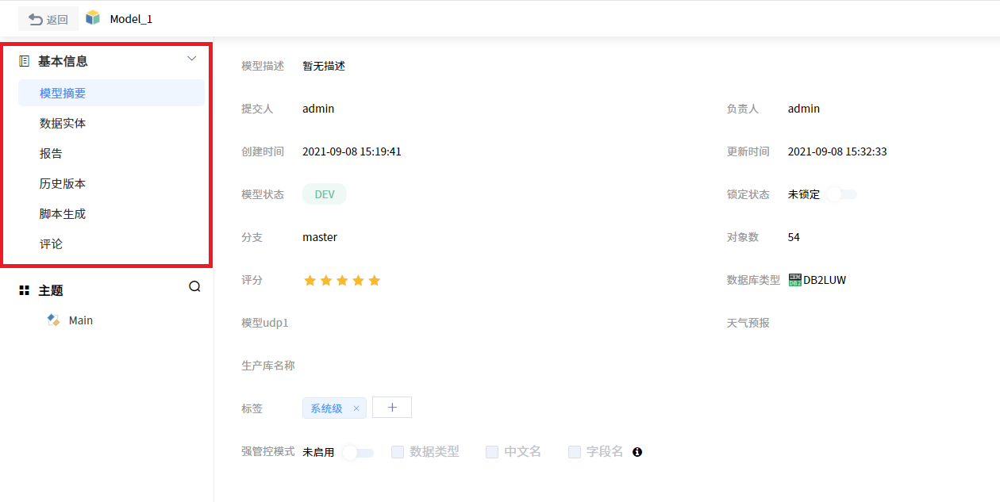 返回 Model_1
基本信息
模型摘要
数据实体
报告
历史版本
脚本生成
评论
主题
Main
模型描述 暂无描述
提交人 admin 负责人 admin
创建时间 2021-09-08 15:19:41 更新时间 2021-09-08 15:32:33
模型状态 DEV 锁定状态 未锁定
分支 master 对象数 54
评分 数据库类型 IBM DB2 DB2LUW
模型udp1 天气预报
生产库名称
标签 系统级 × +
强管控模式 未启用 数据类型 中文名 字段名